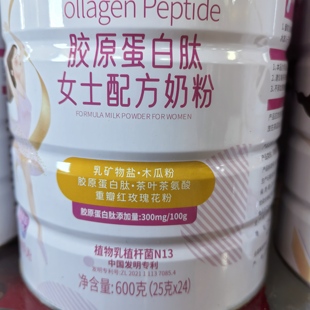 Collagen Peptide
胶原蛋白肽
女士配方奶粉
FORMULA MILK POWDER FOR WOMEN
乳矿物盐·木瓜粉
胶原蛋白肽·茶叶茶氨酸
重瓣红玫瑰花粉
胶原蛋白肽添加量:300mg/100g
植物乳植杆菌N13
中国发明专利
净含量:600克(25克x24)